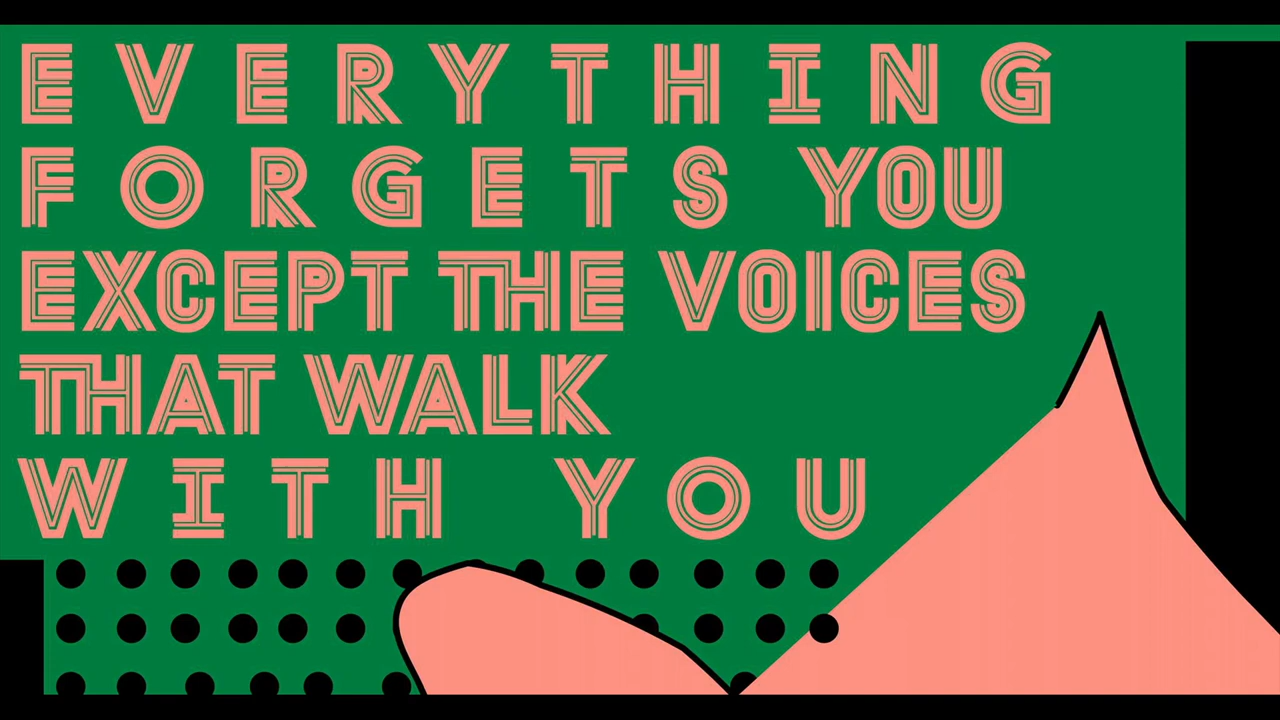 EVERYTHING
FORGETS YOU
EXCEPT THE VOICES
THAT WALK
WITH YOU